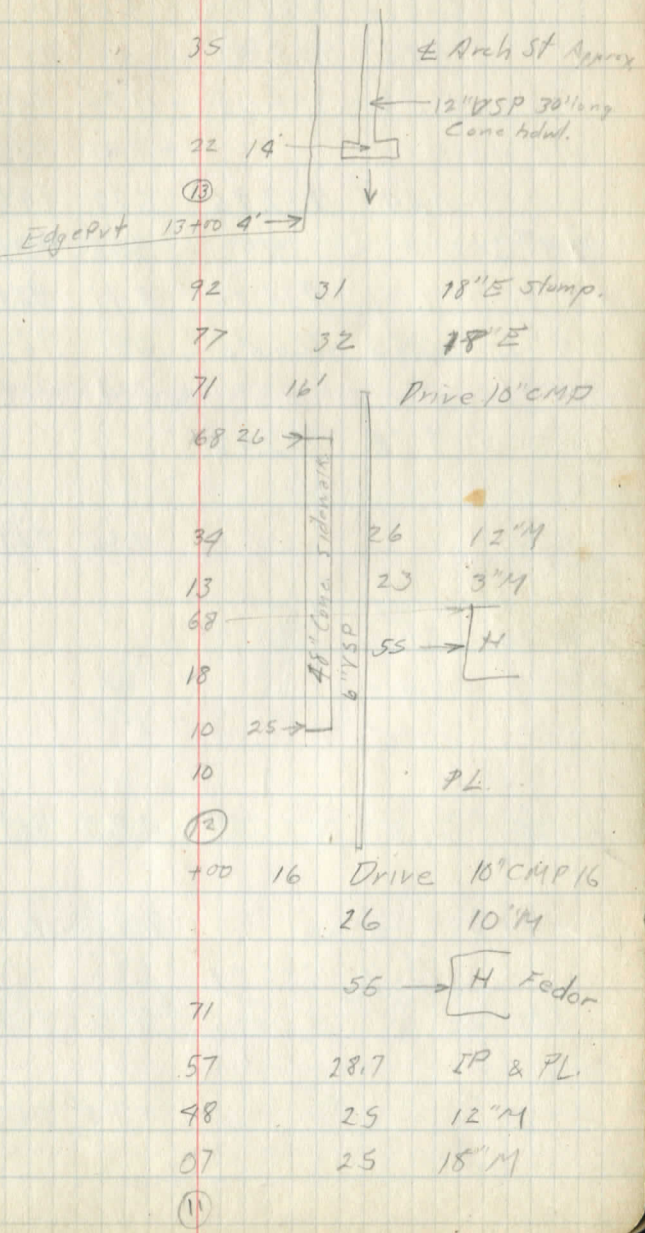 35 ℄ Arch St Approx
12" VSP 30' long
Conc hdwl.
22 14
13
Edge Pvt 13+00 4'
92 31 18" E Stump.
77 32 18" E
71 16' Drive 10" CMP
68 26
48" Conc. Sidewalk
6" VSP
34 26 12" M
13 23 3" M
68
55 H
18
10 25
10 PL.
12
+00 16 Drive 10" CMP 16
26 10" M
56 H Fedor
71
57 28.7 IP & PL.
48 25 12" M
07 25 18" M
11